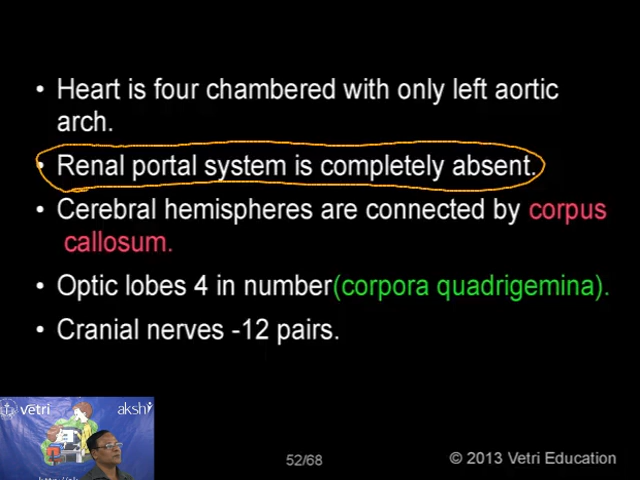 • Heart is four chambered with only left aortic
arch.
• Renal portal system is completely absent.
• Cerebral hemispheres are connected by corpus
callosum.
• Optic lobes 4 in number(corpora quadrigemina).
• Cranial nerves -12 pairs.
vetri
akshi
52/68
© 2013 Vetri Education